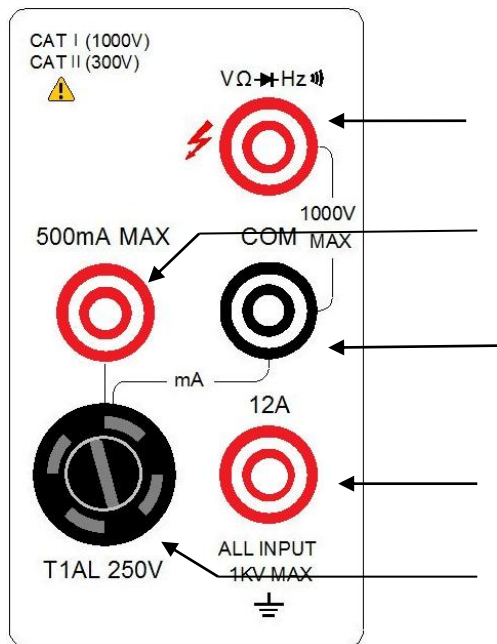 CAT I (1000V)
CAT II (300V)
VΩ Hz
1000V
MAX
500mA MAX
COM
mA
12A
T1AL 250V
ALL INPUT
1KV MAX